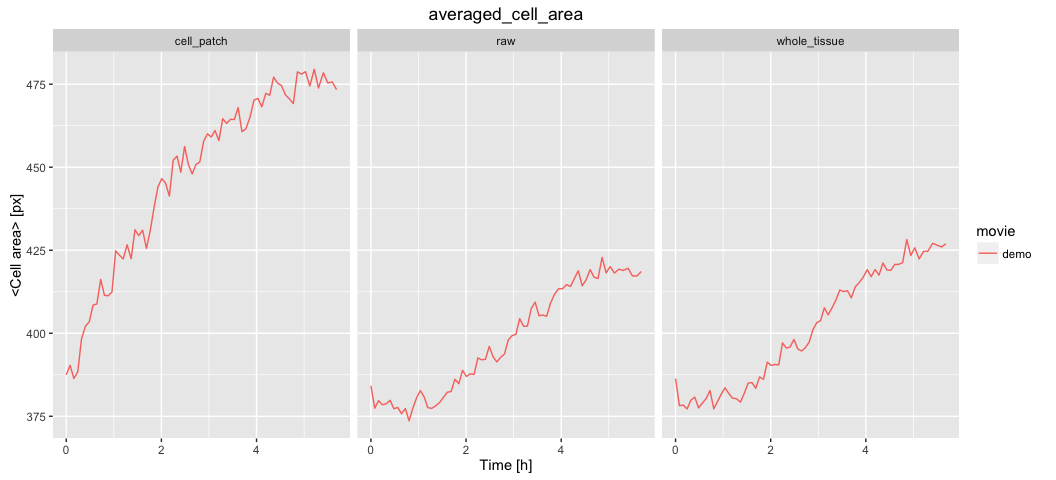 averaged_cell_area
cell_patch raw whole_tissue
475
450
425
400
375
<Cell area> [px]
0 2 4 0 2 4 0 2 4
Time [h]
movie
demo